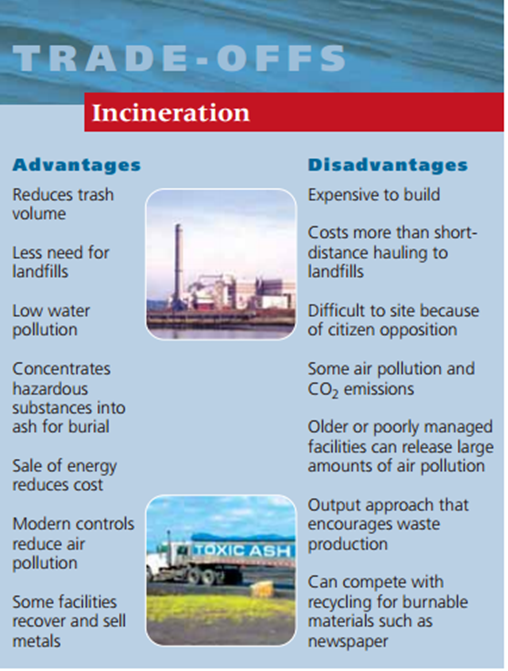 TRADE-OFFS
Incineration
Advantages
Reduces trash
volume
Less need for
landfills
Low water
pollution
Concentrates
hazardous
substances into
ash for burial
Sale of energy
reduces cost
Modern controls
reduce air
pollution
Some facilities
recover and sell
metals
TOXIC ASH
Disadvantages
Expensive to build
Costs more than short-
distance hauling to
landfills
Difficult to site because
of citizen opposition
Some air pollution and
CO₂ emissions
Older or poorly managed
facilities can release large
amounts of air pollution
Output approach that
encourages waste
production
Can compete with
recycling for burnable
materials such as
newspaper